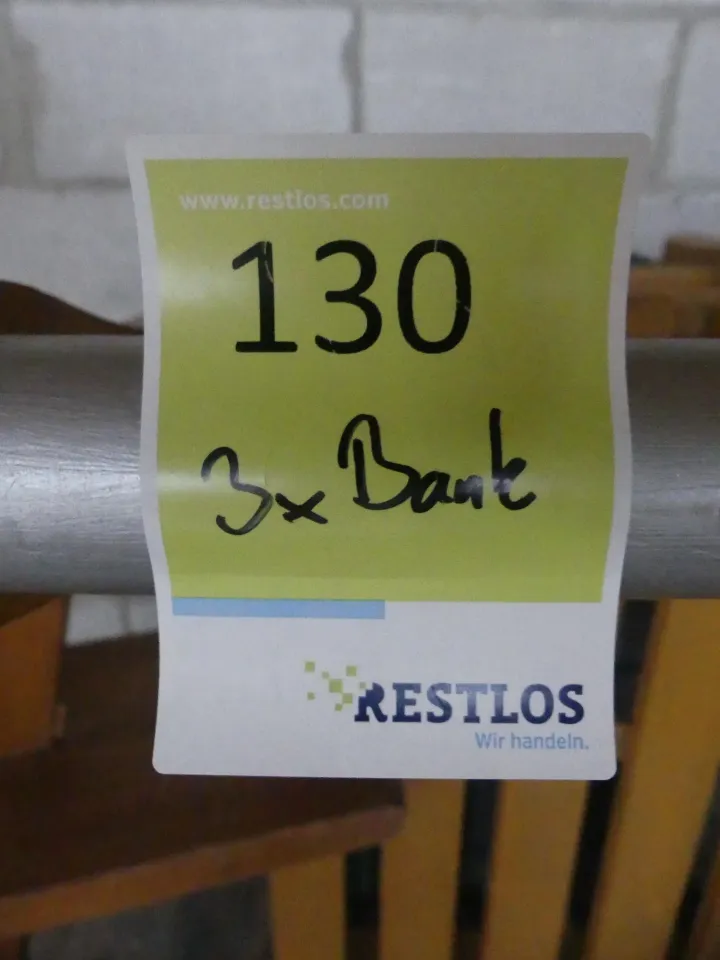 www.restlos.com
130
3x Bank
RESTLOS
Wir handeln.